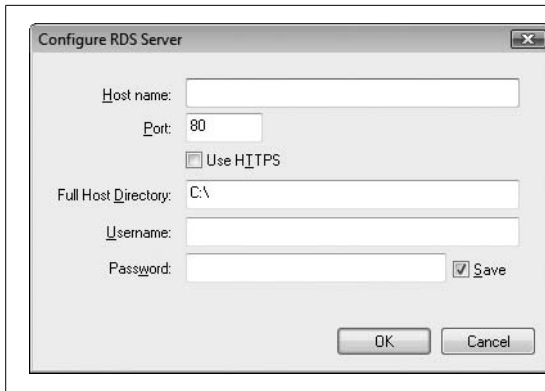 Configure RDS Server
Host name:
Port: 80
Use HTTPS
Full Host Directory: C:\
Username:
Password: Save
OK Cancel